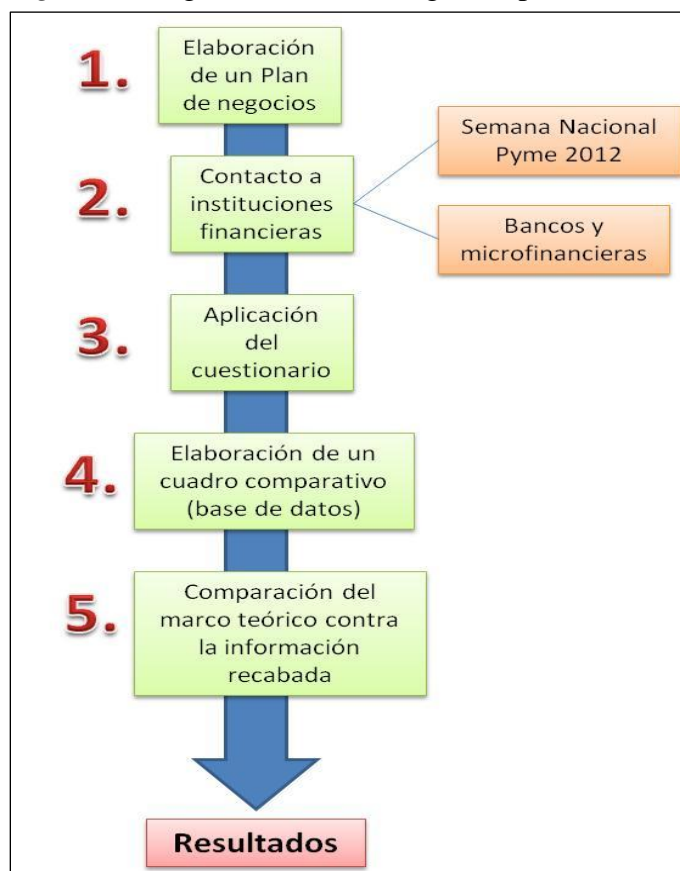 1.
Elaboración
de un Plan
de negocios
2.
Contacto a
instituciones
financieras
Semana Nacional
Pyme 2012
Bancos y
microfinancieras
3.
Aplicación
del
cuestionario
4.
Elaboración de un
cuadro comparativo
(base de datos)
5.
Comparación del
marco teórico contra
la información
recabada
Resultados